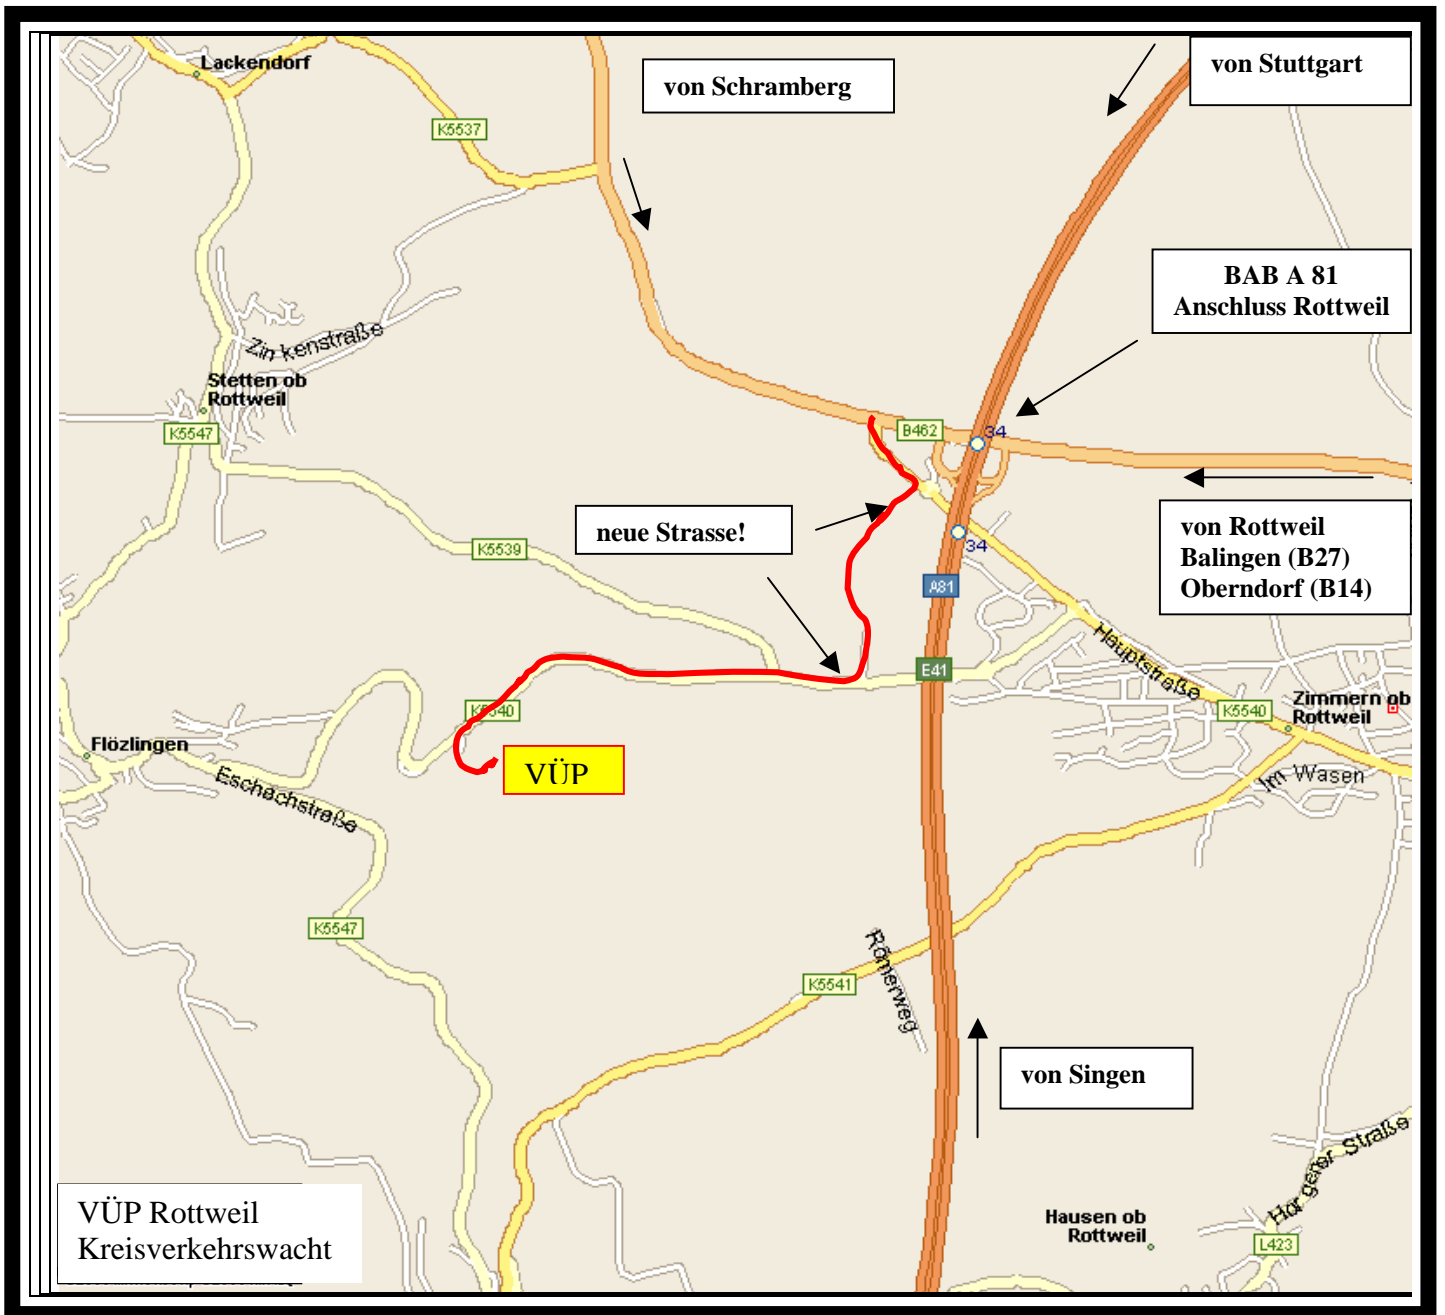 Lackendorf
von Schramberg
von Stuttgart
K5537
BAB A 81
Anschluss Rottweil
Zinkenstraße
Stetten ob
Rottweil
K5547
B462
34
neue Strasse!
von Rottweil
Balingen (B27)
Oberndorf (B14)
K5539
34
A81
Hauptstraße
E41
K5540
K5540
Zimmern ob
Rottweil
Flözlingen
VÜP
Eschachstraße
Im Wasen
K5547
Römerweg
K5541
von Singen
Horgener Straße
VÜP Rottweil
Kreisverkehrswacht
Hausen ob
Rottweil
L423